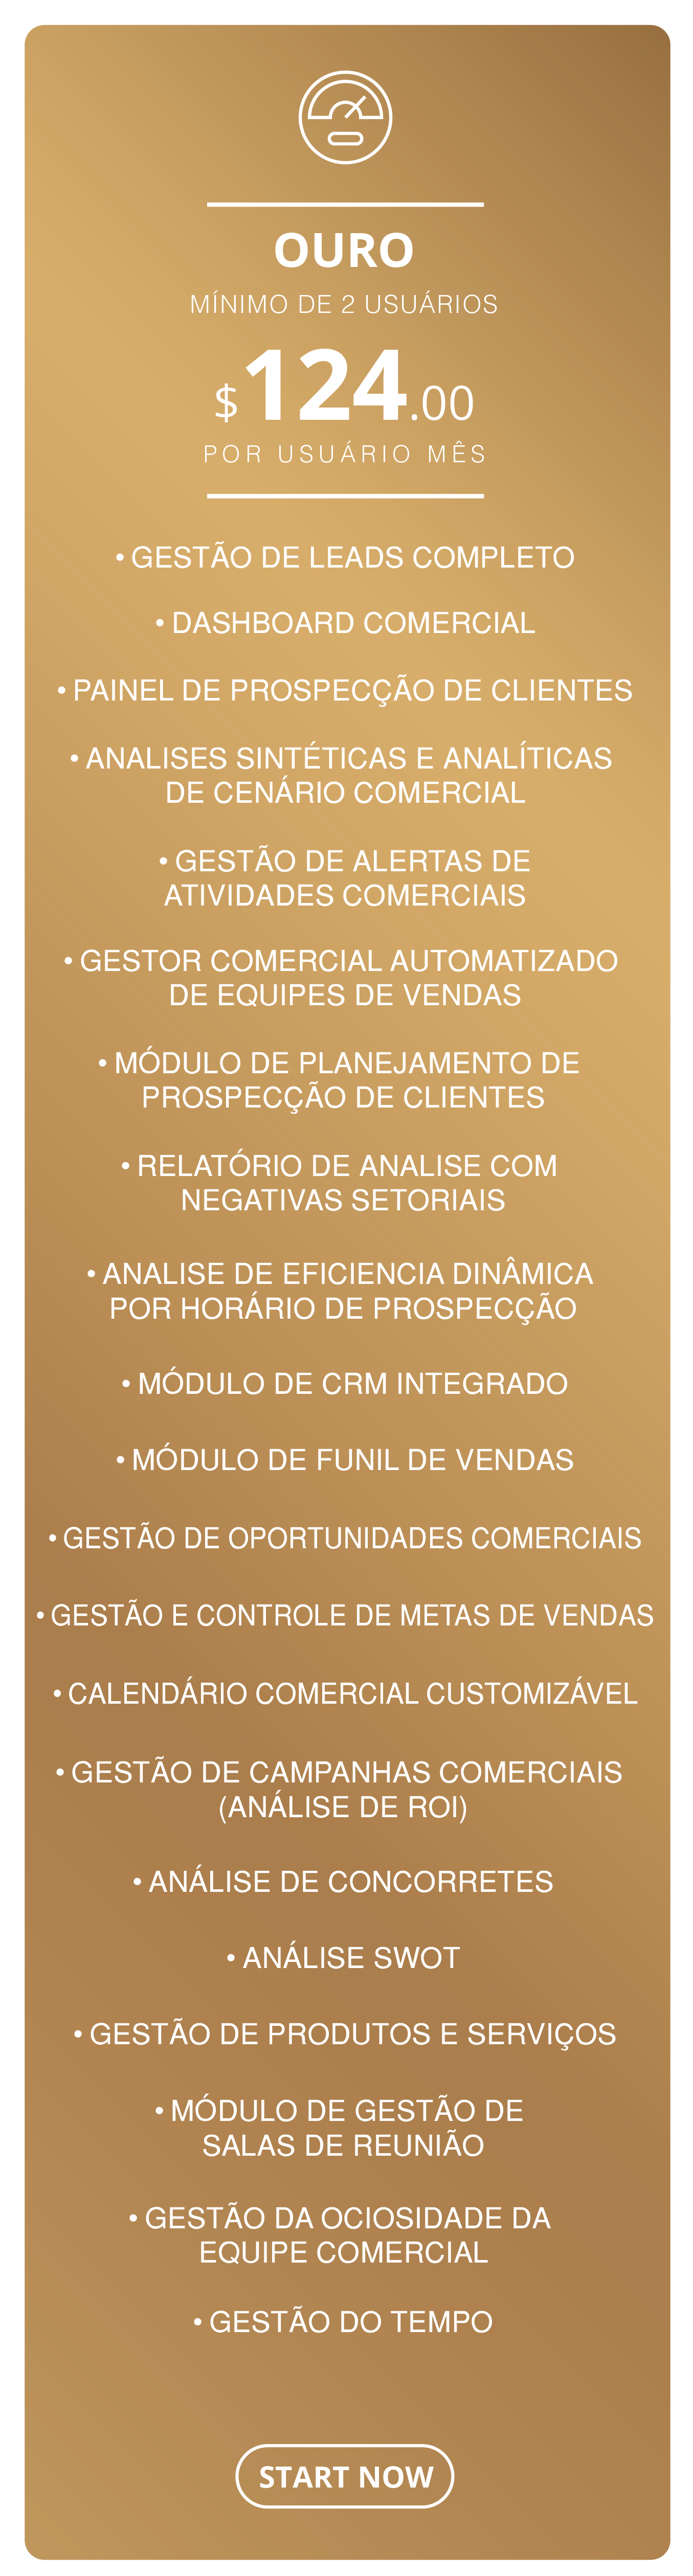 OURO
MÍNIMO DE 2 USUÁRIOS
$124.00
POR USUÁRIO MÊS
• GESTÃO DE LEADS COMPLETO
• DASHBOARD COMERCIAL
• PAINEL DE PROSPECÇÃO DE CLIENTES
• ANALISES SINTÉTICAS E ANALÍTICAS
DE CENÁRIO COMERCIAL
• GESTÃO DE ALERTAS DE
ATIVIDADES COMERCIAIS
• GESTOR COMERCIAL AUTOMATIZADO
DE EQUIPES DE VENDAS
• MÓDULO DE PLANEJAMENTO DE
PROSPECÇÃO DE CLIENTES
• RELATÓRIO DE ANALISE COM
NEGATIVAS SETORIAIS
• ANALISE DE EFICIENCIA DINÂMICA
POR HORÁRIO DE PROSPECÇÃO
• MÓDULO DE CRM INTEGRADO
• MÓDULO DE FUNIL DE VENDAS
• GESTÃO DE OPORTUNIDADES COMERCIAIS
• GESTÃO E CONTROLE DE METAS DE VENDAS
• CALENDÁRIO COMERCIAL CUSTOMIZÁVEL
• GESTÃO DE CAMPANHAS COMERCIAIS
(ANÁLISE DE ROI)
• ANÁLISE DE CONCORRETES
• ANÁLISE SWOT
• GESTÃO DE PRODUTOS E SERVIÇOS
• MÓDULO DE GESTÃO DE
SALAS DE REUNIÃO
• GESTÃO DA OCIOSIDADE DA
EQUIPE COMERCIAL
• GESTÃO DO TEMPO
START NOW